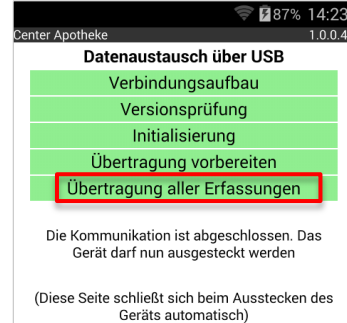 87% 14:23
Center Apotheke 1.0.0.4
Datenaustausch über USB
Verbindungsaufbau
Versionsprüfung
Initialisierung
Übertragung vorbereiten
Übertragung aller Erfassungen
Die Kommunikation ist abgeschlossen. Das
Gerät darf nun ausgesteckt werden
(Diese Seite schließt sich beim Ausstecken des
Geräts automatisch)